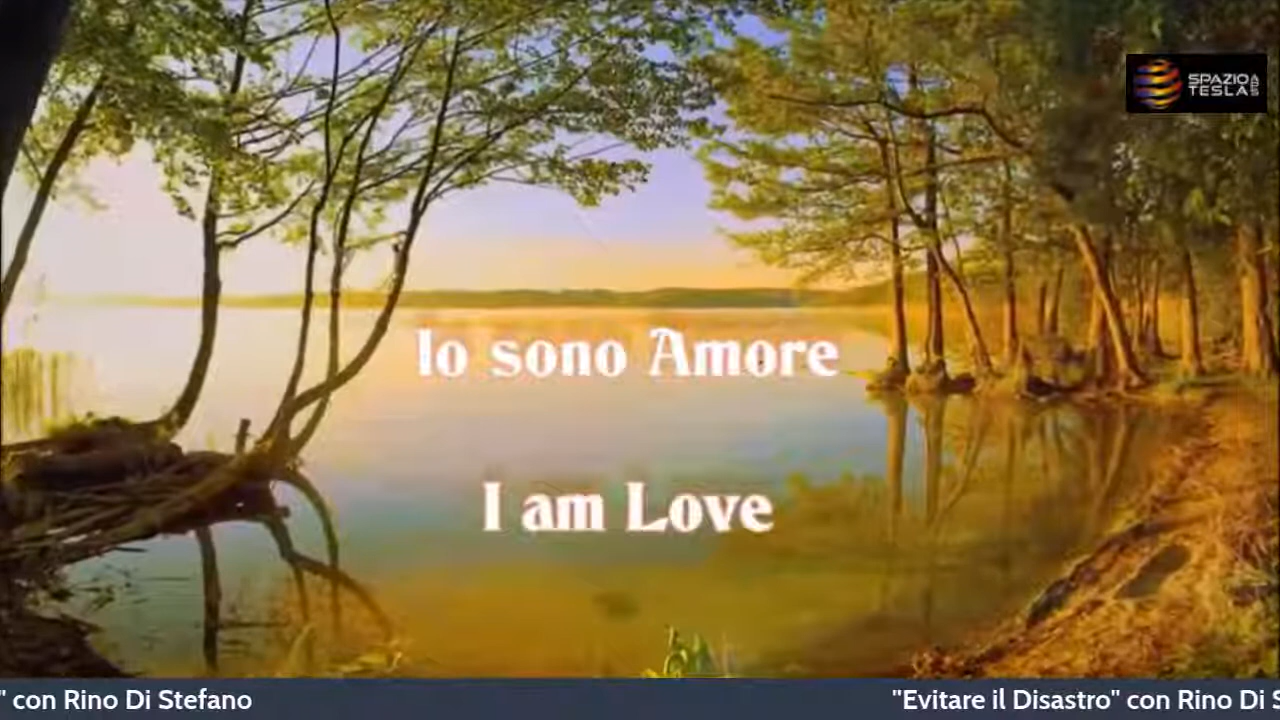 SPAZIO
TESLA
Io sono Amore
I am Love
" con Rino Di Stefano
"Evitare il Disastro" con Rino Di S